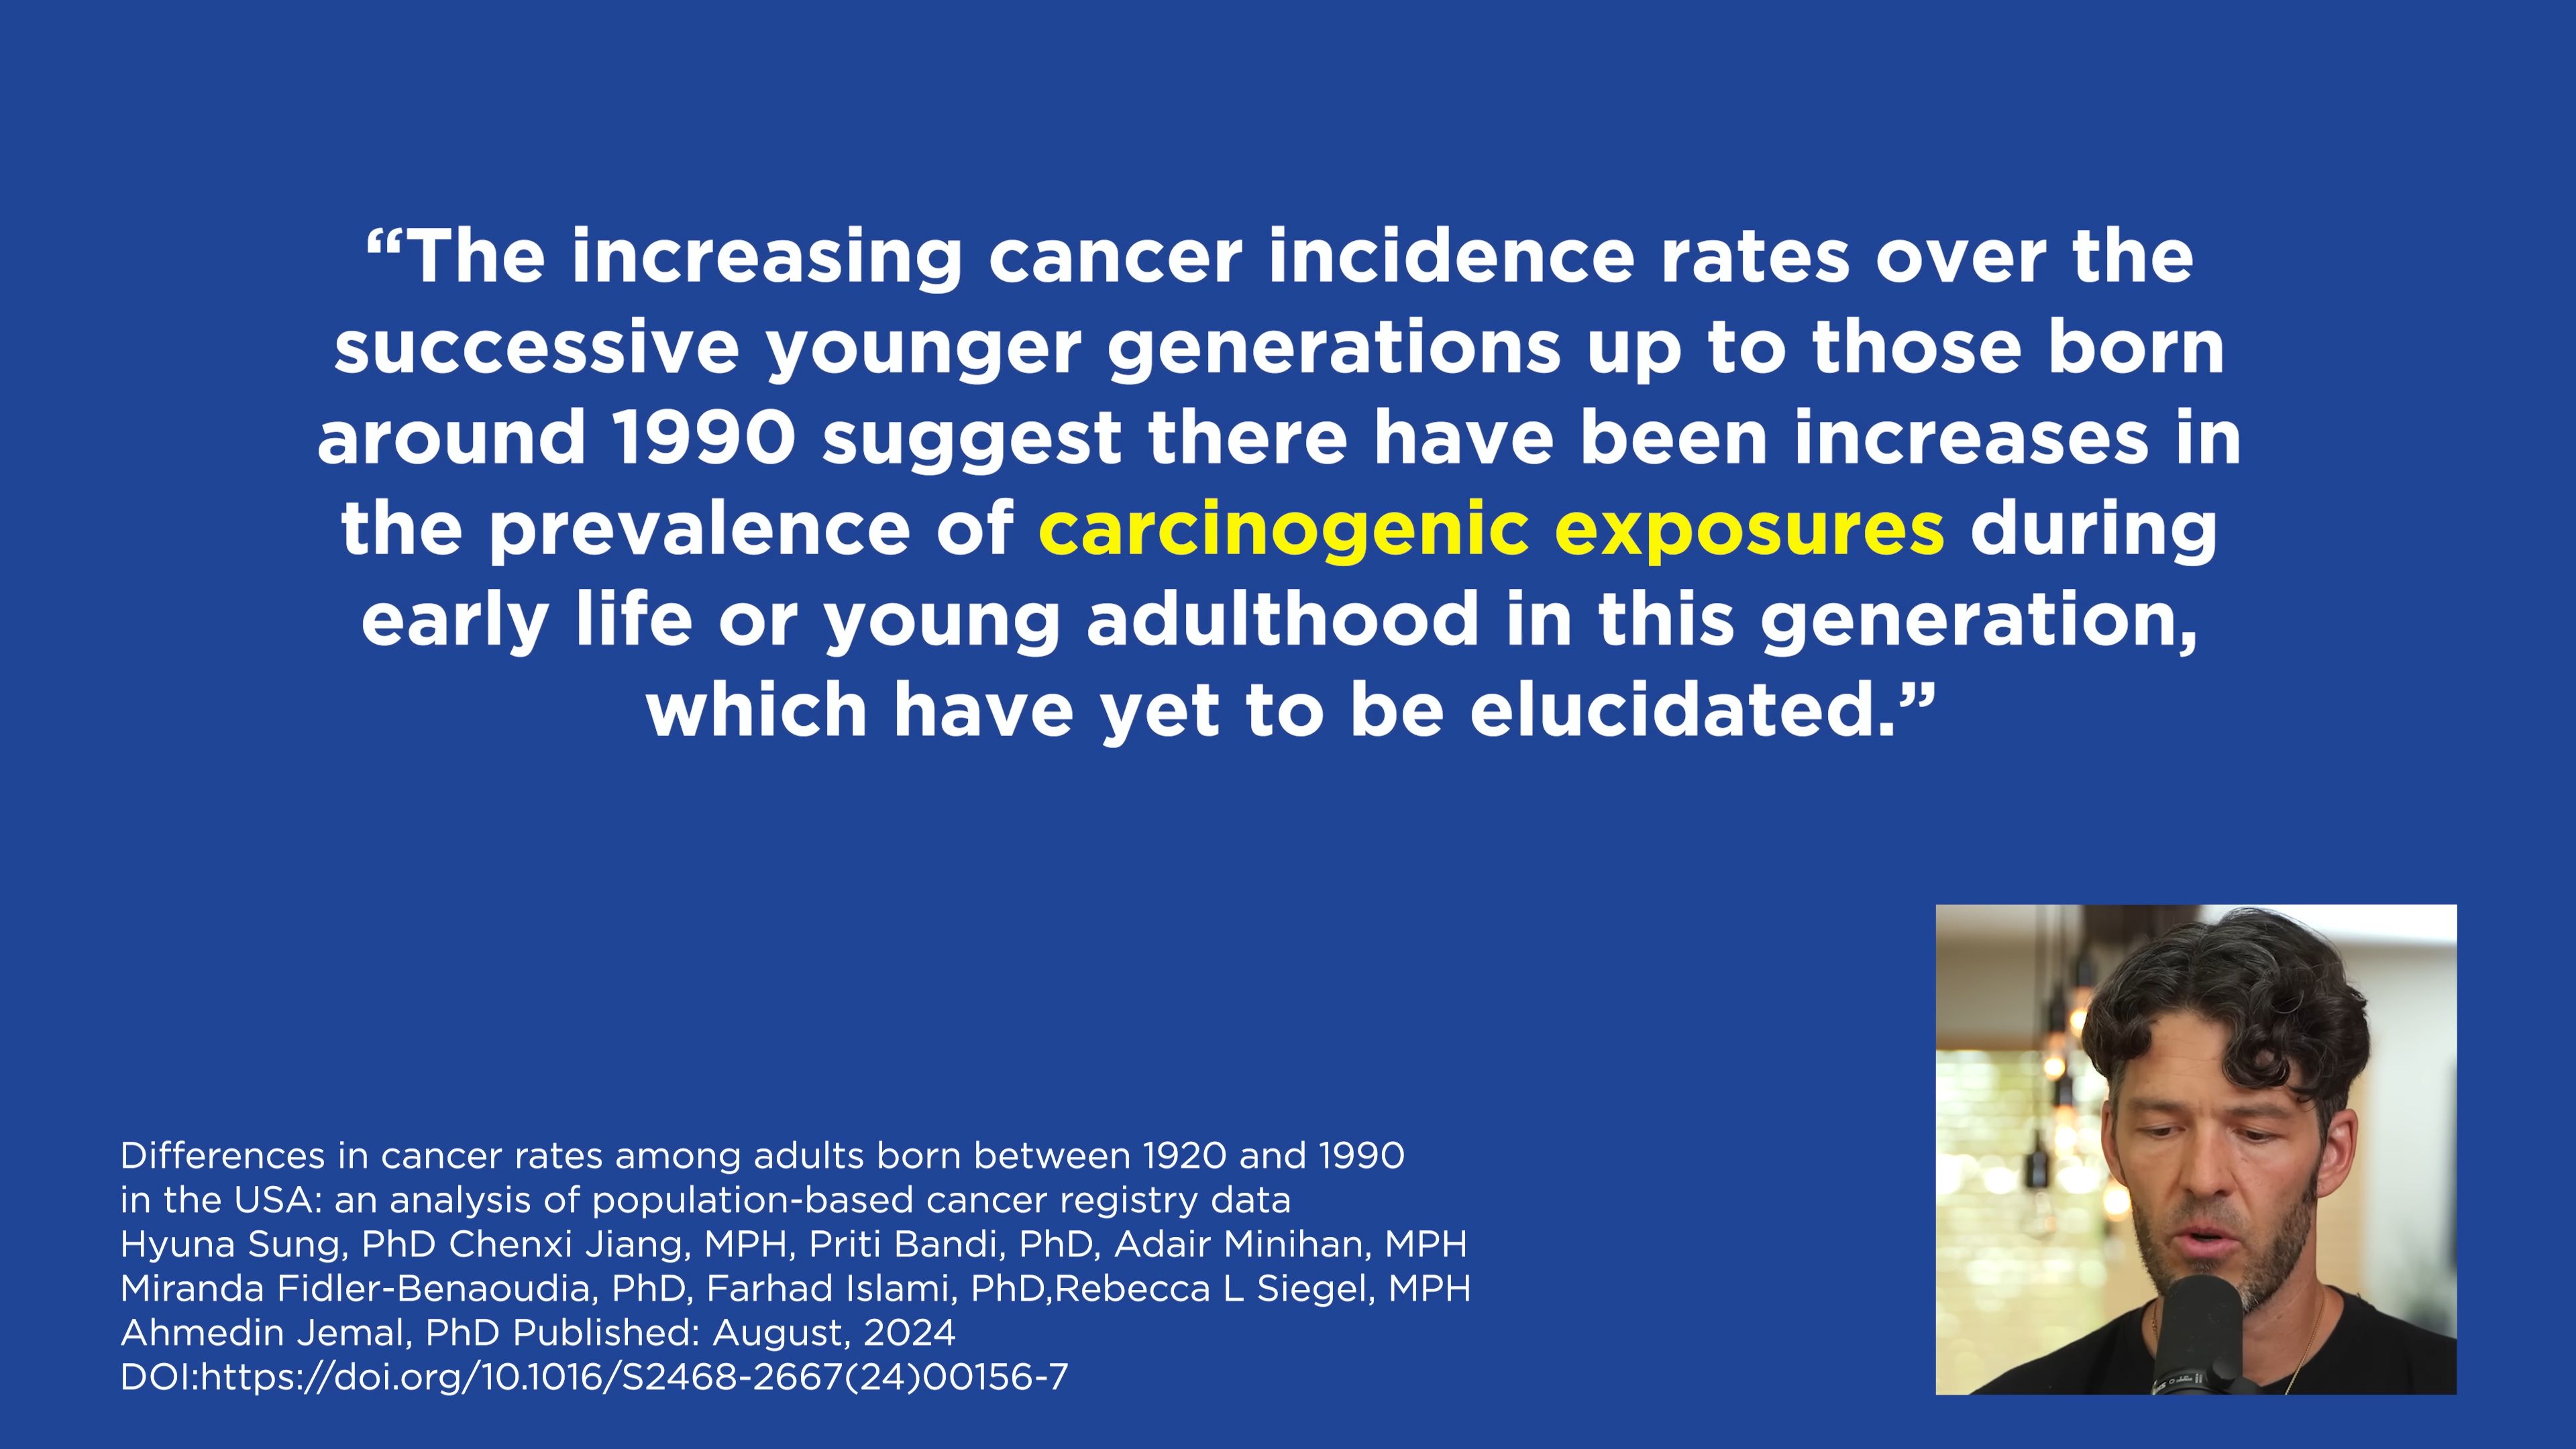 “The increasing cancer incidence rates over the
successive younger generations up to those born
around 1990 suggest there have been increases in
the prevalence of carcinogenic exposures during
early life or young adulthood in this generation,
which have yet to be elucidated.”
Differences in cancer rates among adults born between 1920 and 1990
in the USA: an analysis of population-based cancer registry data
Hyuna Sung, PhD Chenxi Jiang, MPH, Priti Bandi, PhD, Adair Minihan, MPH
Miranda Fidler-Benaoudia, PhD, Farhad Islami, PhD,Rebecca L Siegel, MPH
Ahmedin Jemal, PhD Published: August, 2024
DOI:https://doi.org/10.1016/S2468-2667(24)00156-7